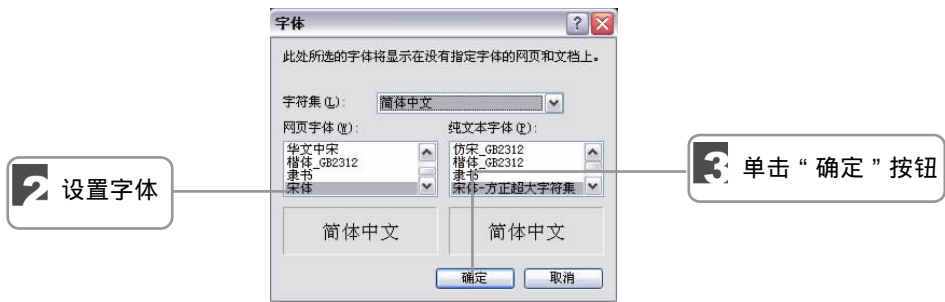 字体
此处所选的字体将显示在没有指定字体的网页和文档上。
字符集(L): 简体中文
网页字体(W): 纯文本字体(P):
华文中宋 仿宋_GB2312
楷体_GB2312 楷体_GB2312
隶书 隶书
宋体 宋体-方正超大字符集
简体中文 简体中文
确定 取消
2 设置字体
3 单击“确定”按钮